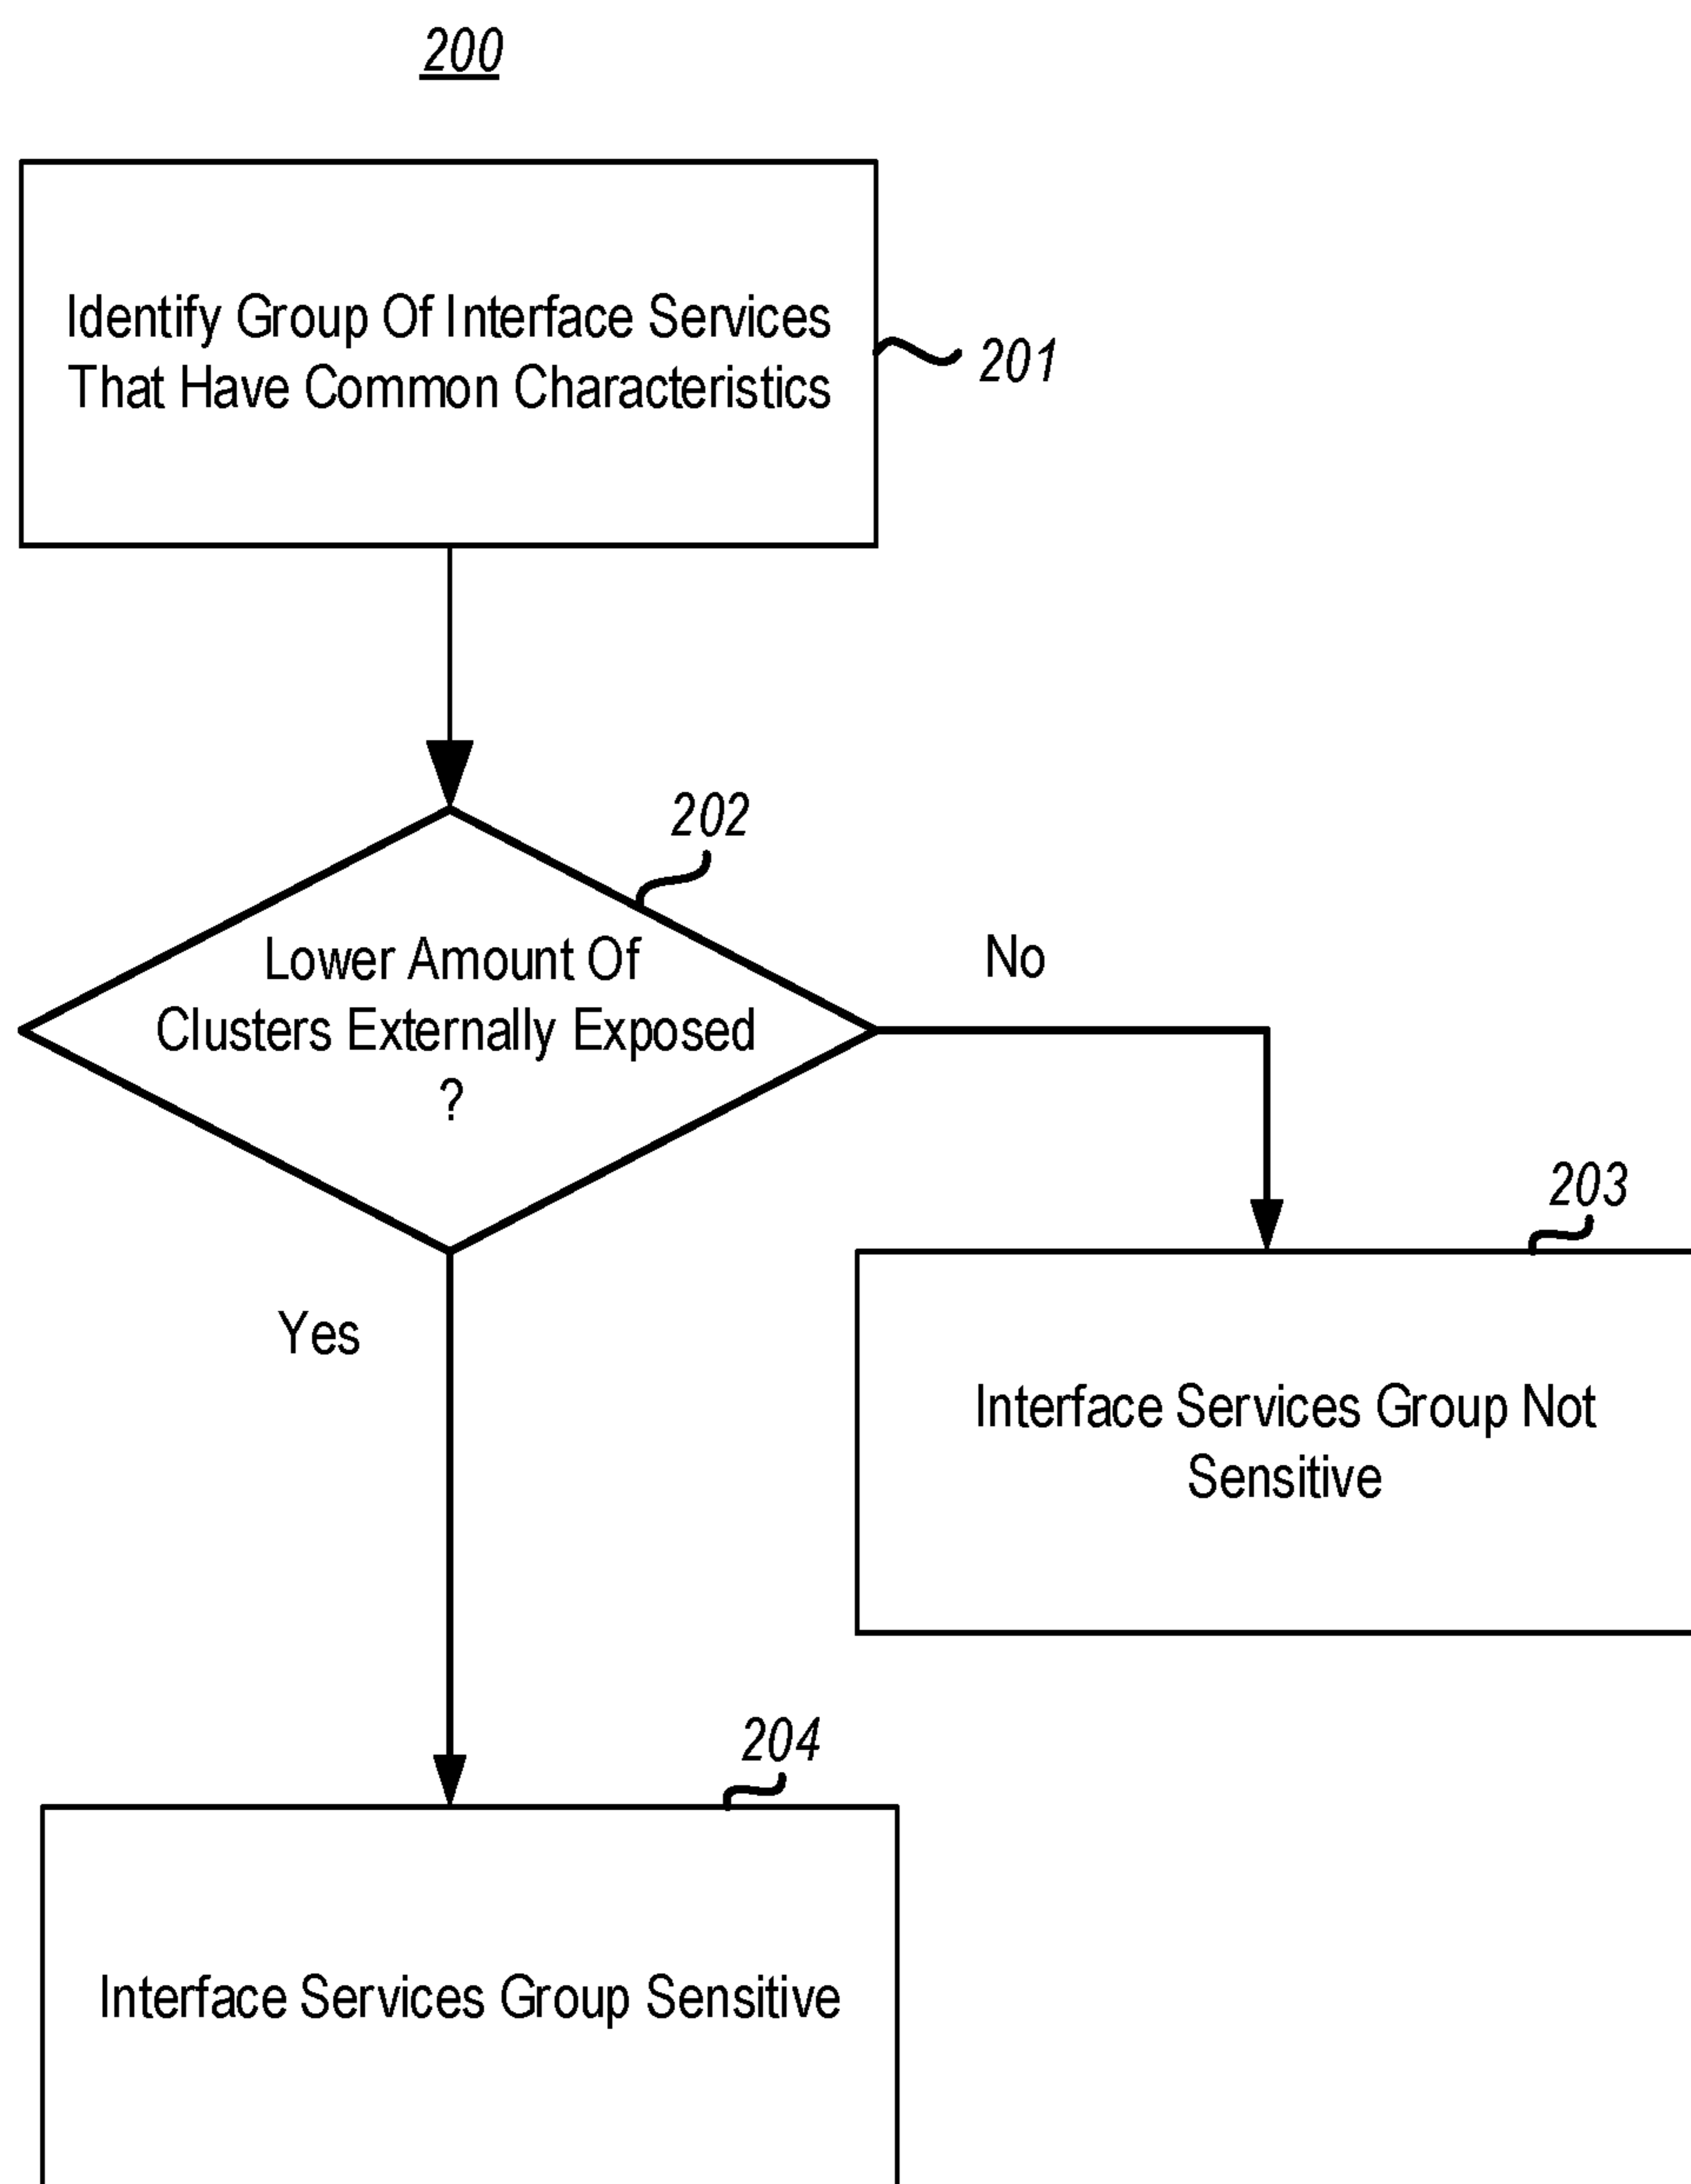 200
Identify Group Of Interface Services
That Have Common Characteristics
201
202
Lower Amount Of
Clusters Externally Exposed
?
No
Yes
203
Interface Services Group Not
Sensitive
204
Interface Services Group Sensitive